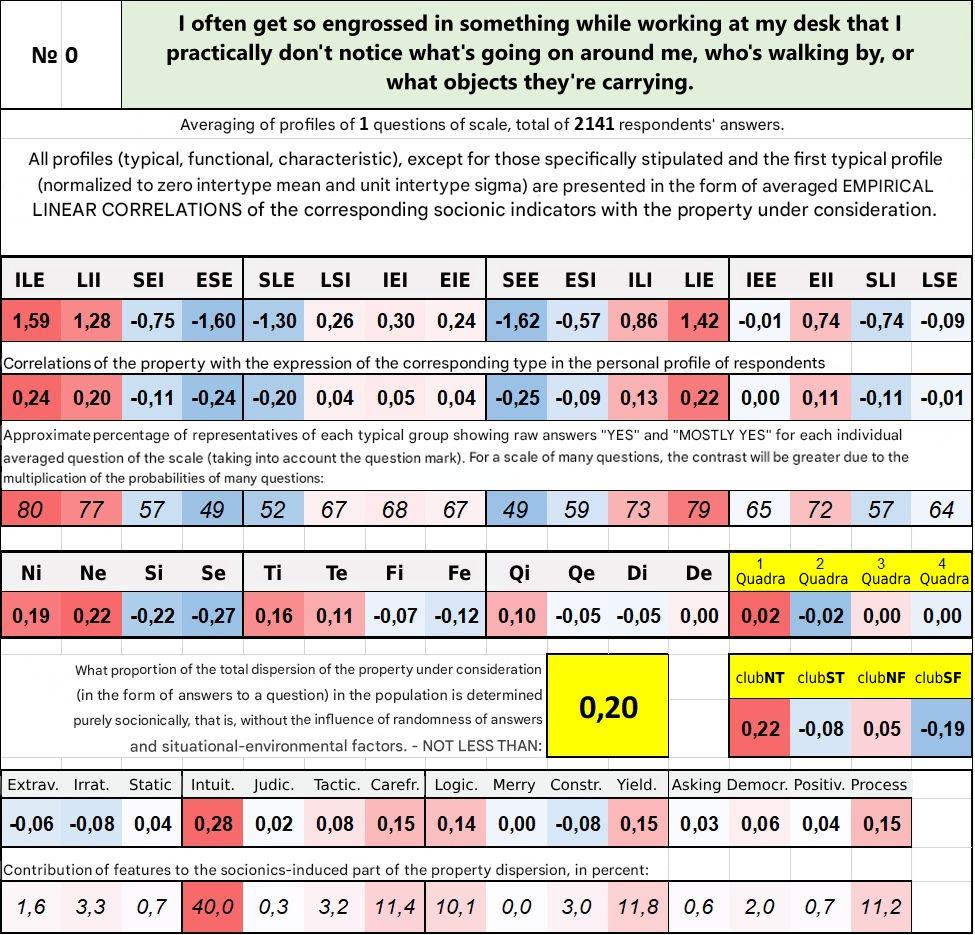 № 0
I often get so engrossed in something while working at my desk that I
practically don't notice what's going on around me, who's walking by, or
what objects they're carrying.
Averaging of profiles of 1 questions of scale, total of 2141 respondents' answers.
All profiles (typical, functional, characteristic), except for those specifically stipulated and the first typical profile
(normalized to zero intertype mean and unit intertype sigma) are presented in the form of averaged EMPIRICAL
LINEAR CORRELATIONS of the corresponding socionic indicators with the property under consideration.
ILE LII SEI ESE SLE LSI IEI EIE SEE ESI ILI LIE IEE EII SLI LSE
1,59 1,28 -0,75 -1,60 -1,30 0,26 0,30 0,24 -1,62 -0,57 0,86 1,42 -0,01 0,74 -0,74 -0,09
Correlations of the property with the expression of the corresponding type in the personal profile of respondents
0,24 0,20 -0,11 -0,24 -0,20 0,04 0,05 0,04 -0,25 -0,09 0,13 0,22 0,00 0,11 -0,11 -0,01
Approximate percentage of representatives of each typical group showing raw answers "YES" and "MOSTLY YES" for each individual
averaged question of the scale (taking into account the question mark). For a scale of many questions, the contrast will be greater due to the
multiplication of the probabilities of many questions:
80 77 57 49 52 67 68 67 49 59 73 79 65 72 57 64
Ni Ne Si Se Ti Te Fi Fe Qi Qe Di De 1 Quadra 2 Quadra 3 Quadra 4 Quadra
0,19 0,22 -0,22 -0,27 0,16 0,11 -0,07 -0,12 0,10 -0,05 -0,05 0,00 0,02 -0,02 0,00 0,00
What proportion of the total dispersion of the property under consideration
(in the form of answers to a question) in the population is determined
purely socionically, that is, without the influence of randomness of answers
and situational-environmental factors. - NOT LESS THAN:
0,20
clubNT clubST clubNF clubSF
0,22 -0,08 0,05 -0,19
Extrav. Irrat. Static Intuit. Judic. Tactic. Carefr. Logic. Merry Constr. Yield. Asking Democr. Positiv. Process
-0,06 -0,08 0,04 0,28 0,02 0,08 0,15 0,14 0,00 -0,08 0,15 0,03 0,06 0,04 0,15
Contribution of features to the socionics-induced part of the property dispersion, in percent:
1,6 3,3 0,7 40,0 0,3 3,2 11,4 10,1 0,0 3,0 11,8 0,6 2,0 0,7 11,2